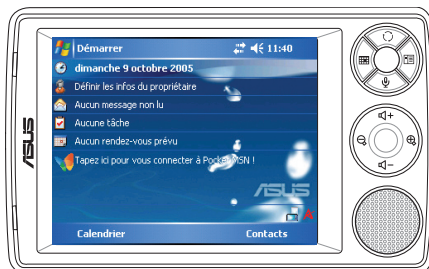 Démarrer 11:40
dimanche 9 octobre 2005
Définir les infos du propriétaire
Aucun message non lu
Aucune tâche
Aucun rendez-vous prévu
Tapez ici pour vous connecter à Pocket MSN !
ASUS
Calendrier Contacts
ASUS